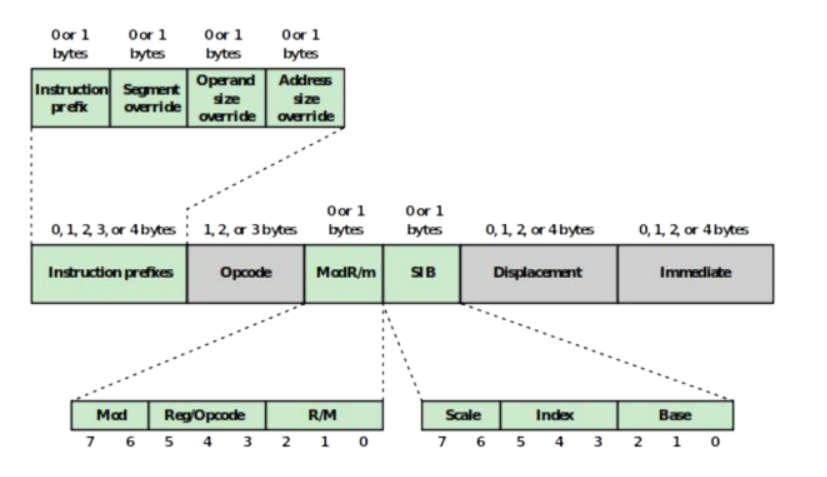 0 or 1 0 or 1 0 or 1 0 or 1
bytes bytes bytes bytes
Instruction prefix
Segment override
Operand size override
Address size override
0 or 1 0 or 1
0, 1, 2, 3, or 4 bytes 1, 2, or 3 bytes bytes bytes 0, 1, 2, or 4 bytes 0, 1, 2, or 4 bytes
Instruction prefixes Opcode ModR/m SIB Displacement Immediate
Mod Reg/Opcode R/M Scale Index Base
7 6 5 4 3 2 1 0 7 6 5 4 3 2 1 0